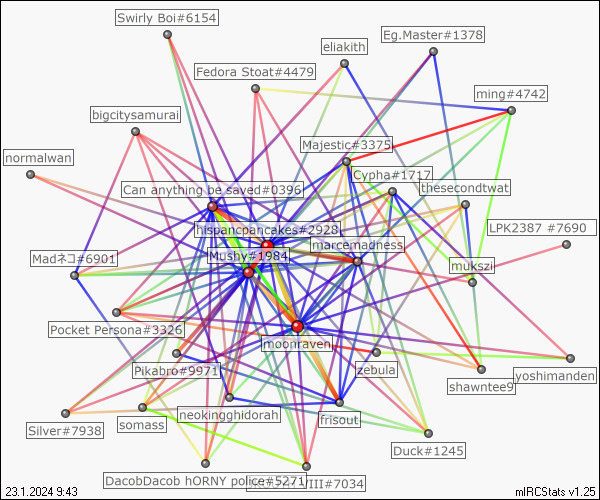 Swirly Boi#6154
Eg.Master#1378
eliakith
Fedora Stoat#4479
ming#4742
bigcitysamurai
Majestic#3375
normalwan
Cypha#1717
Can anything be saved#0396
thesecondtwat
hispancpancakes#2928
LPK2387 #7690
marcemadness
Madネコ#6901
Mushy#1984
mukszi
Pocket Persona#3326
moonraven
Pikabro#9971
zebula
yoshimanden
shawntee9
neokingghidorah
Silver#7938
somass
frisout
Duck#1245
DacobDacob hORNY police#5271
VIII#7034
23.1.2024 9:43
mIRCStats v1.25